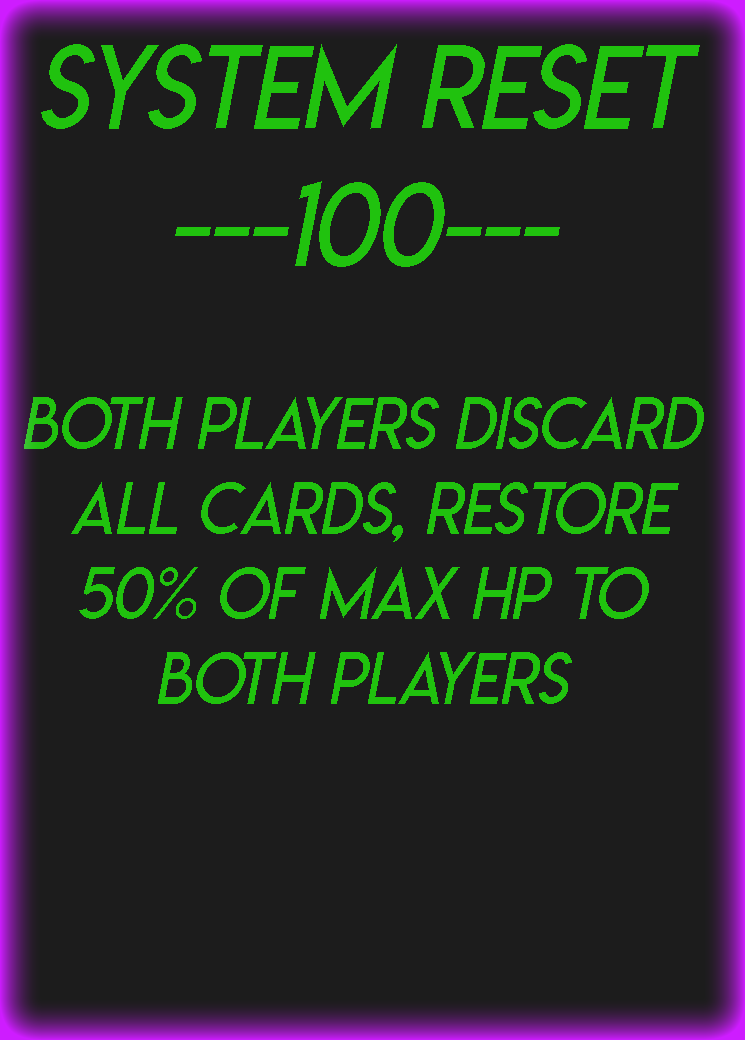 SYSTEM RESET
---100---
BOTH PLAYERS DISCARD
ALL CARDS, RESTORE
50% OF MAX HP TO
BOTH PLAYERS